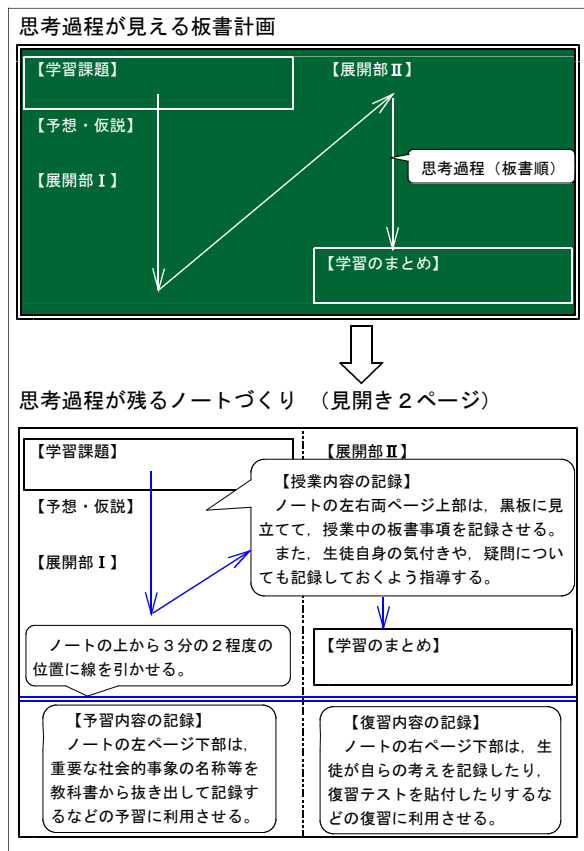 思考過程が見える板書計画
【学習課題】
【予想・仮説】
【展開部Ⅰ】
【展開部Ⅱ】
思考過程（板書順）
【学習のまとめ】
思考過程が残るノートづくり　（見開き２ページ）
【学習課題】
【予想・仮説】
【展開部Ⅰ】
【展開部Ⅱ】
【授業内容の記録】
ノートの左右両ページ上部は，黒板に見
立てて，授業中の板書事項を記録させる。
また，生徒自身の気付きや，疑問につい
ても記録しておくよう指導する。
ノートの上から３分の２程度の
位置に線を引かせる。
【学習のまとめ】
【予習内容の記録】
ノートの左ページ下部は，
重要な社会的事象の名称等を
教科書から抜き出して記録す
るなどの予習に利用させる。
【復習内容の記録】
ノートの右ページ下部は，生
徒が自らの考えを記録したり，
復習テストを貼付したりするな
どの復習に利用させる。